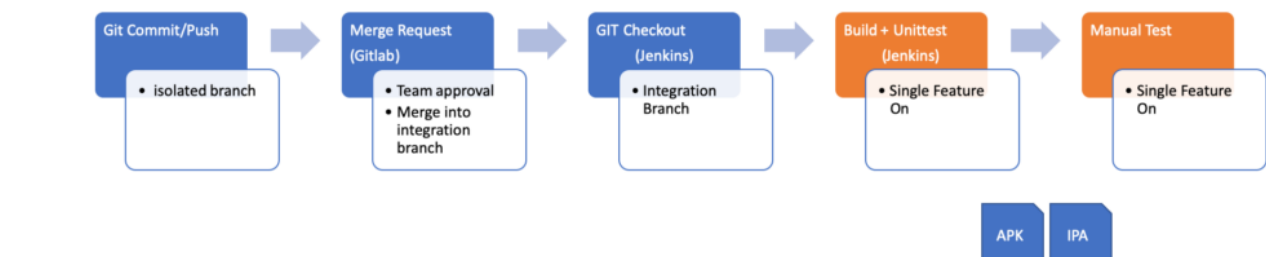 Git Commit/Push
• isolated branch
Merge Request
(Gitlab)
• Team approval
• Merge into
integration
branch
GIT Checkout
(Jenkins)
• Integration
Branch
Build + Unittest
(Jenkins)
• Single Feature
On
Manual Test
• Single Feature
On
APK
IPA